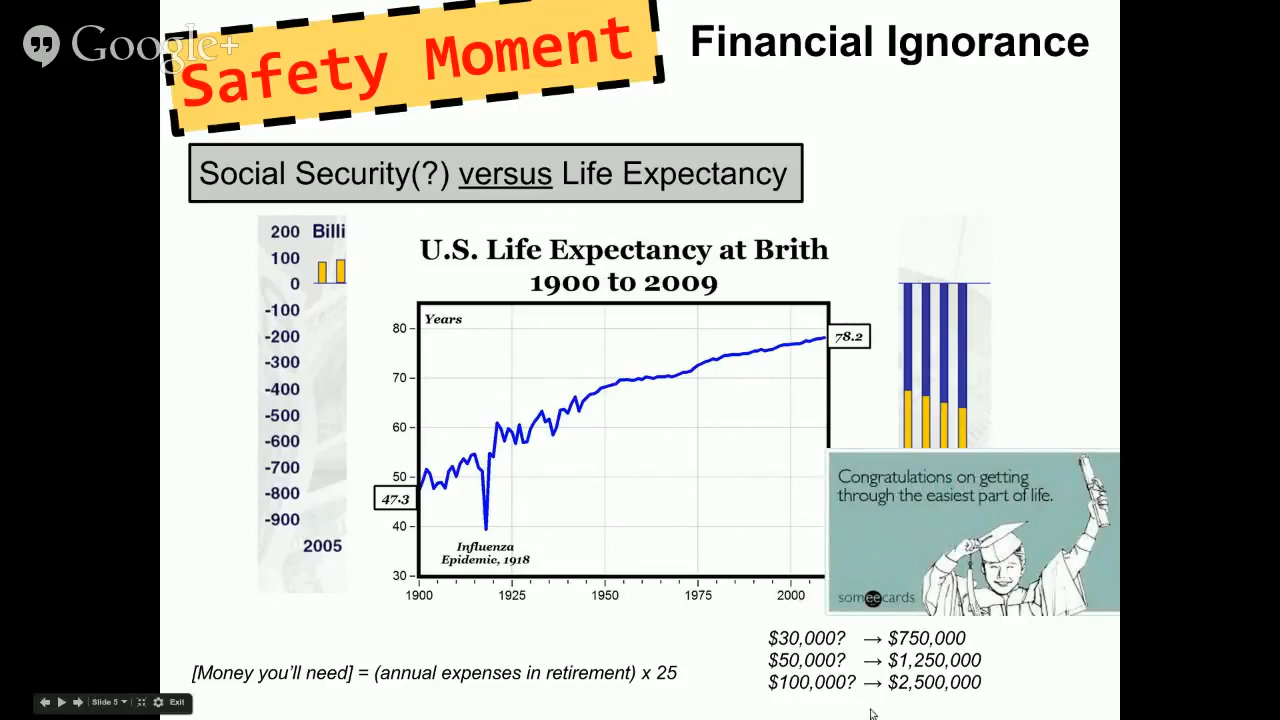 Google+
Safety Moment
Financial Ignorance
Social Security(?) versus Life Expectancy
200
Billi
100
0
-100
-200
-300
-400
-500
-600
-700
-800
-900
2005
U.S. Life Expectancy at Brith
1900 to 2009
Years
80
70
60
50
40
30
47.3
78.2
Influenza
Epidemic, 1918
1900
1925
1950
1975
2000
Congratulations on getting
through the easiest part of life.
someecards
$30,000? → $750,000
$50,000? → $1,250,000
$100,000? → $2,500,000
[Money you'll need] = (annual expenses in retirement) x 25
Slide 5
Exit